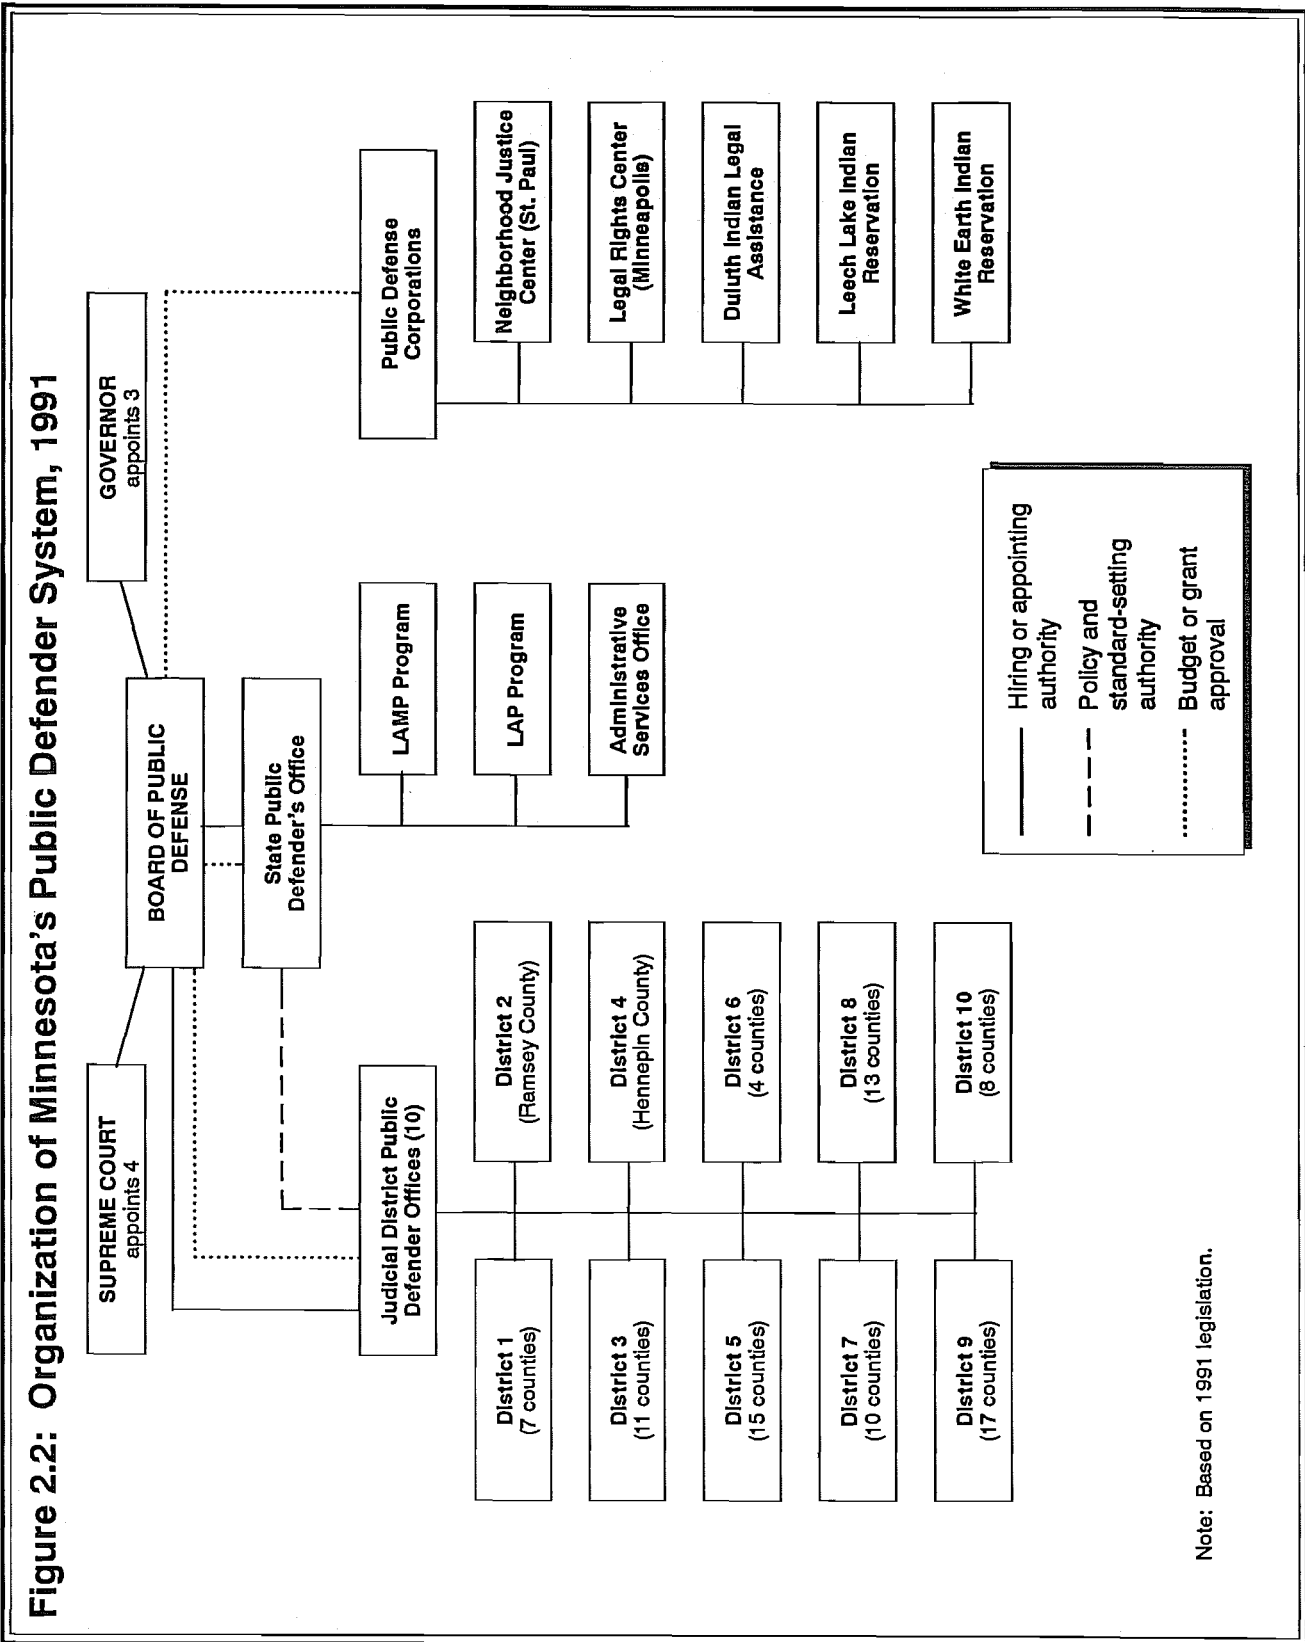 Figure 2.2: Organization of Minnesota's Public Defender System, 1991
SUPREME COURT
appoints 4
GOVERNOR
appoints 3
BOARD OF PUBLIC
DEFENSE
State Public
Defender's Office
Judicial District Public
Defender Offices (10)
District 1
(7 counties)
District 2
(Ramsey County)
District 3
(11 counties)
District 4
(Hennepin County)
District 5
(15 counties)
District 6
(4 counties)
District 7
(10 counties)
District 8
(13 counties)
District 9
(17 counties)
District 10
(8 counties)
LAMP Program
LAP Program
Administrative
Services Office
Public Defense
Corporations
Neighborhood Justice
Center (St. Paul)
Legal Rights Center
(Minneapolis)
Duluth Indian Legal
Assistance
Leech Lake Indian
Reservation
White Earth Indian
Reservation
Hiring or appointing
authority
Policy and
standard-setting
authority
Budget or grant
approval
Note: Based on 1991 legislation.